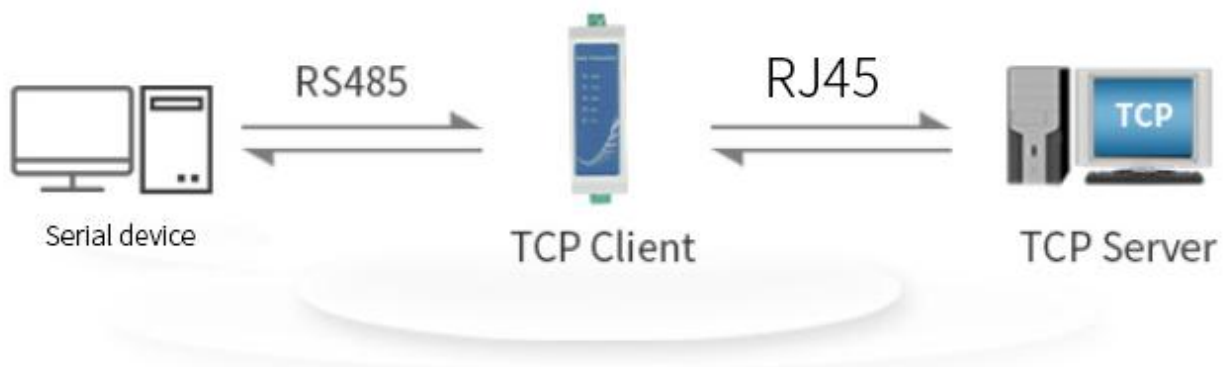 RS485
RJ45
TCP
Serial device
TCP Client
TCP Server